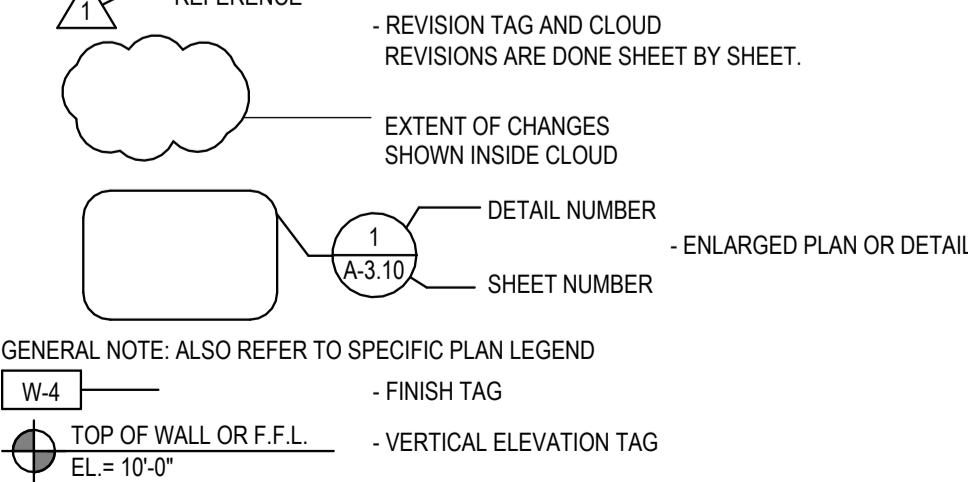 REFERENCE
1
- REVISION TAG AND CLOUD
REVISIONS ARE DONE SHEET BY SHEET.
EXTENT OF CHANGES
SHOWN INSIDE CLOUD
DETAIL NUMBER
1
- ENLARGED PLAN OR DETAIL
A-3.10
SHEET NUMBER
GENERAL NOTE: ALSO REFER TO SPECIFIC PLAN LEGEND
W-4
- FINISH TAG
TOP OF WALL OR F.F.L.
- VERTICAL ELEVATION TAG
EL.= 10'-0"